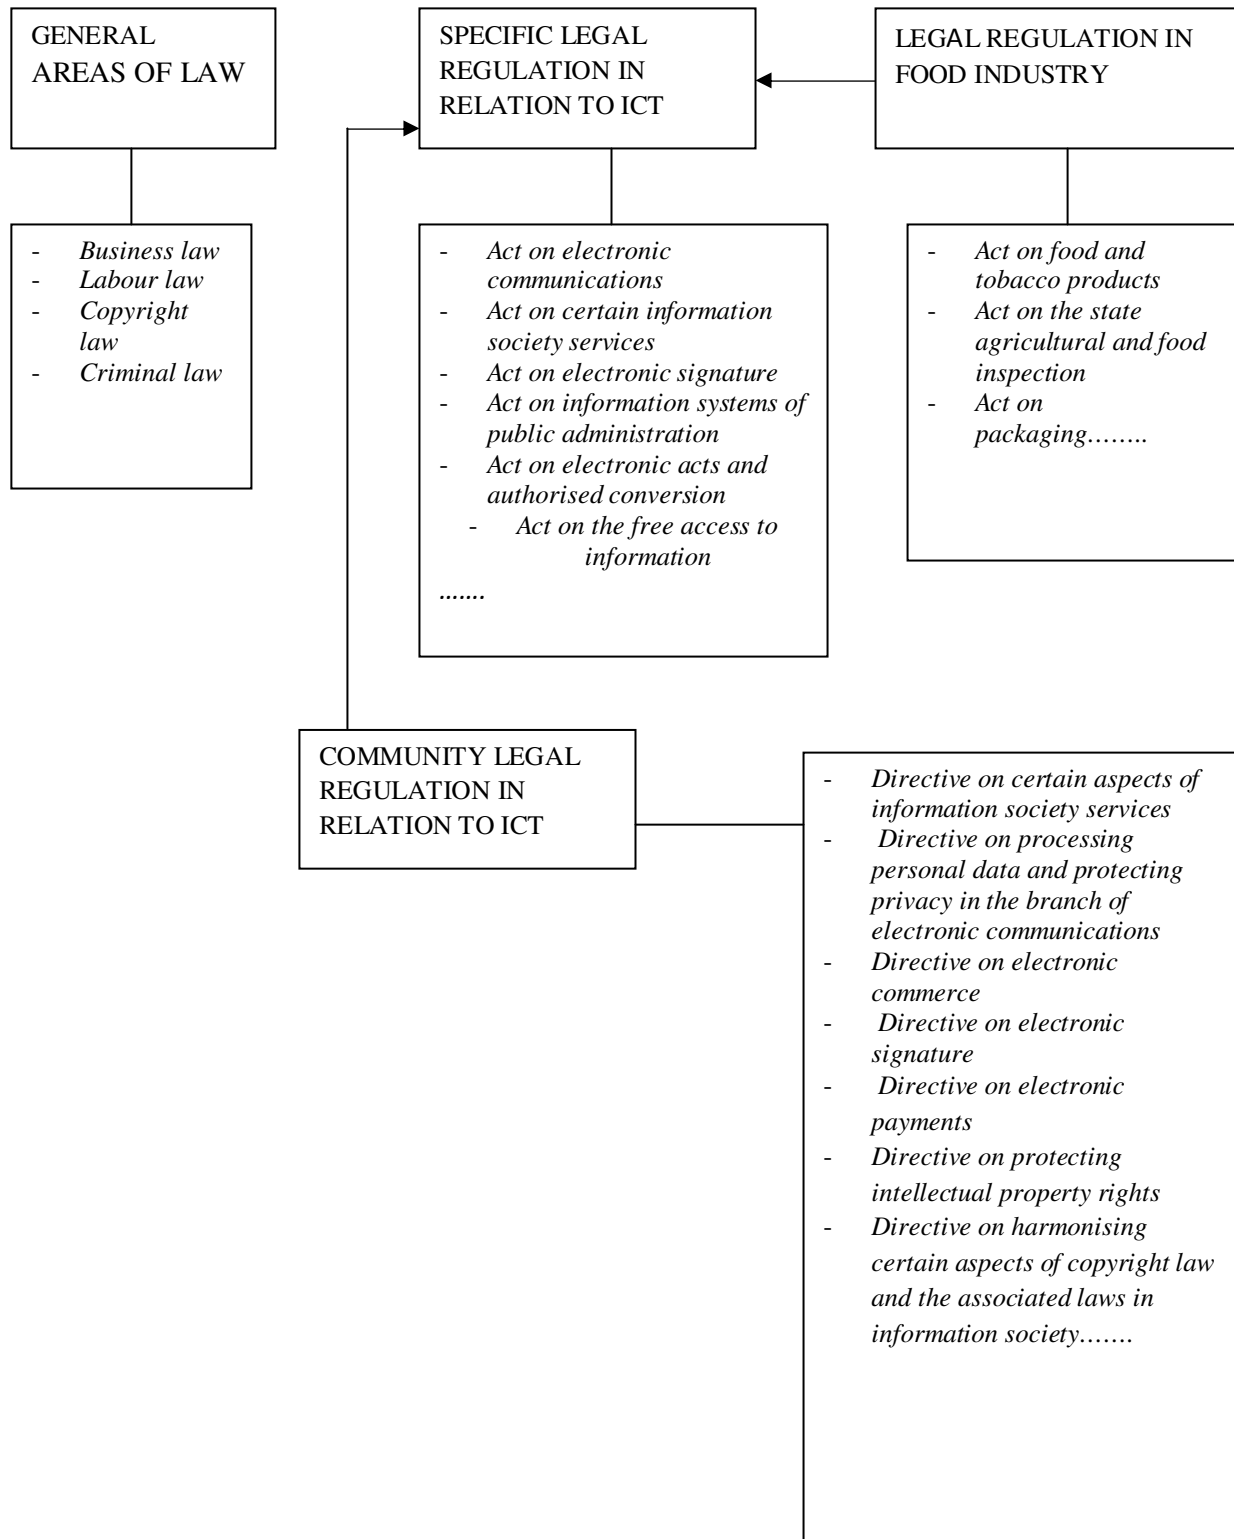 GENERAL
AREAS OF LAW
SPECIFIC LEGAL
REGULATION IN
RELATION TO ICT
LEGAL REGULATION IN
FOOD INDUSTRY
- Business law
- Labour law
- Copyright
law
- Criminal law
- Act on electronic
communications
- Act on certain information
society services
- Act on electronic signature
- Act on information systems of
public administration
- Act on electronic acts and
authorised conversion
- Act on the free access to
information
.......
- Act on food and
tobacco products
- Act on the state
agricultural and food
inspection
- Act on
packaging……..
COMMUNITY LEGAL
REGULATION IN
RELATION TO ICT
- Directive on certain aspects of
information society services
- Directive on processing
personal data and protecting
privacy in the branch of
electronic communications
- Directive on electronic
commerce
- Directive on electronic
signature
- Directive on electronic
payments
- Directive on protecting
intellectual property rights
- Directive on harmonising
certain aspects of copyright law
and the associated laws in
information society…….